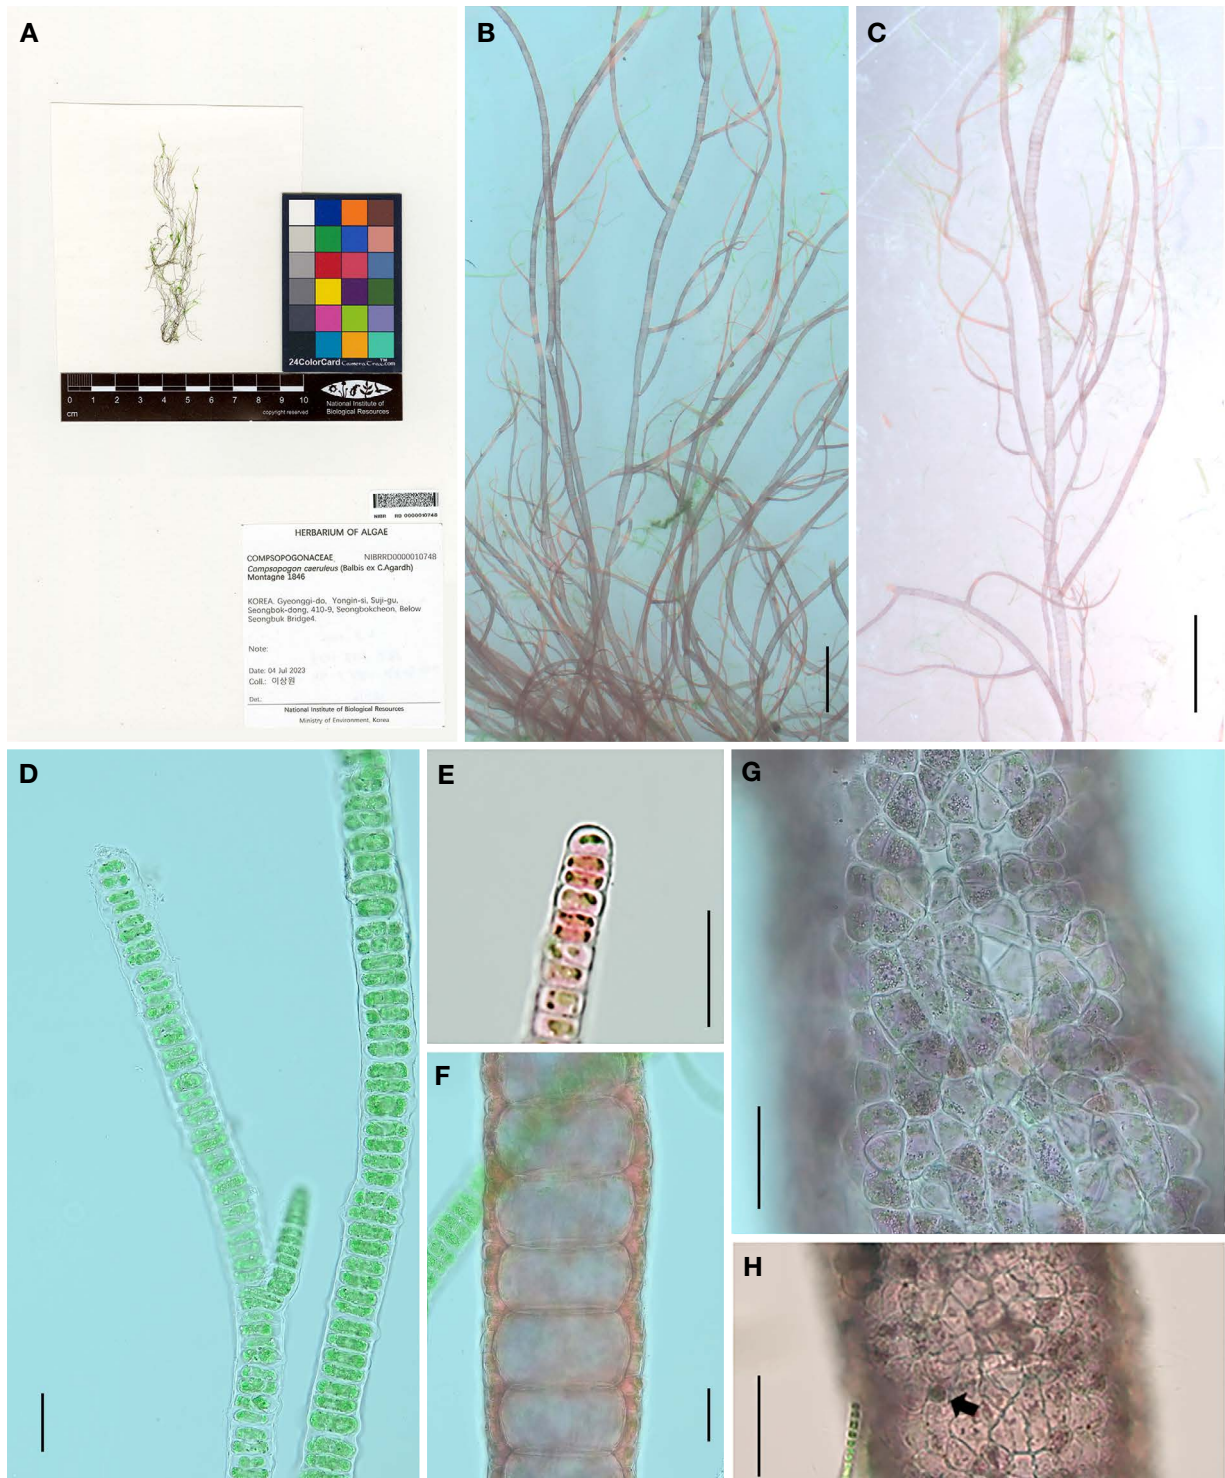 A
B
C
24ColorCard
0 1 2 3 4 5 6 7 8 9 10
cm
copyright reserved
National Institute of
Biological Resources
HERBARIUM OF ALGAE
COMPSOPOGONACEAE NIBRRD0000010748
Compsopogon caeruleus (Balbis ex C.Agardh)
Montagne 1846
KOREA. Gyeonggi-do, Yongin-si, Suji-gu,
Seongbok-dong, 410-9, Seongbokcheon, Below
Seongbuk Bridge4.
Note:
Date: 04 Jul 2023
Coll.: 이상원
Det.:
National Institute of Biological Resources
Ministry of Environment, Korea
D
E
G
F
H